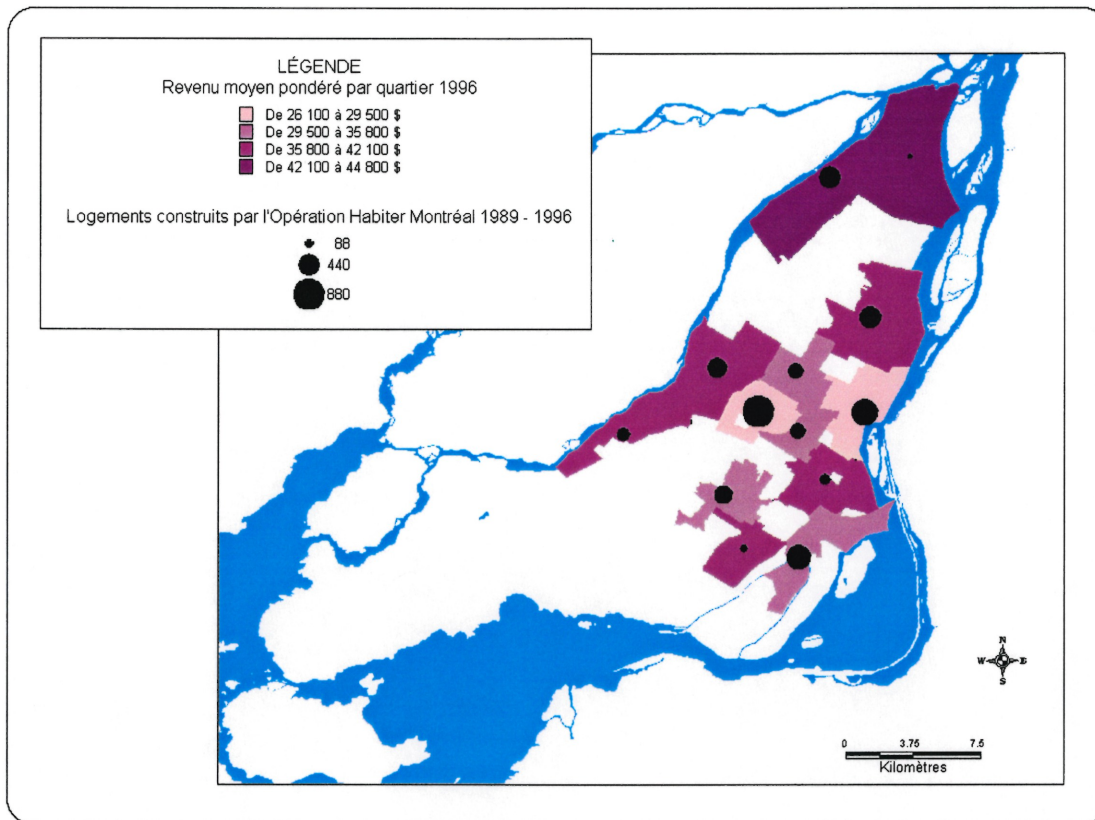 LÉGENDE
Revenu moyen pondéré par quartier 1996
De 26 100 à 29 500 $
De 29 500 à 35 800 $
De 35 800 à 42 100 $
De 42 100 à 44 800 $
Logements construits par l'Opération Habiter Montréal 1989 - 1996
88
440
880
N
W E
S
0 3.75 7.5
Kilomètres